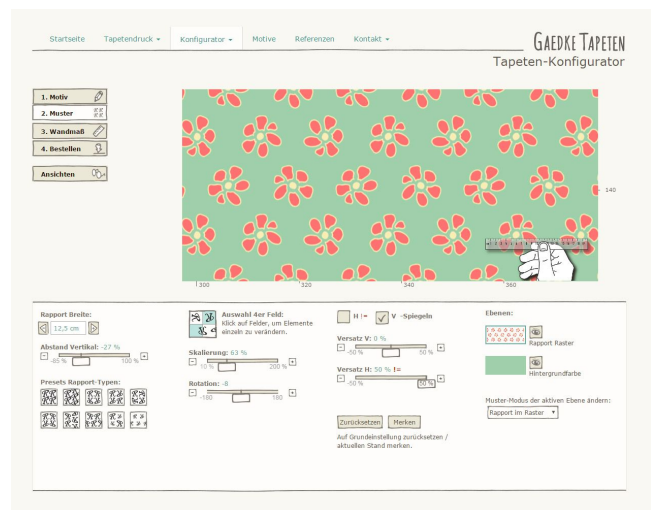 Startseite Tapetendruck Konfigurator Motive Referenzen Kontakt
GAEDKE TAPETEN
Tapeten-Konfigurator
1. Motiv
2. Muster
3. Wandmaß
4. Bestellen
Ansichten
140
300 320 340 360
Rapport Breite:
12,5 cm
Abstand Vertikal: -27 %
-85 % 100 %
Presets Rapport-Typen:
Auswahl 4er Feld:
Klick auf Felder, um Elemente
einzeln zu verändern.
Skalierung: 63 %
10 % 200 %
Rotation: -8
-160 180
H != V -Spiegeln
Versatz V: 0 %
-50 % 50 %
Versatz H: 50 % !=
-50 % 50 %
Zurücksetzen Merken
Auf Grundeinstellung zurücksetzen /
aktuellen Stand merken.
Ebenen:
Rapport Raster
Hintergrundfarbe
Muster-Modus der aktiven Ebene ändern:
Rapport im Raster